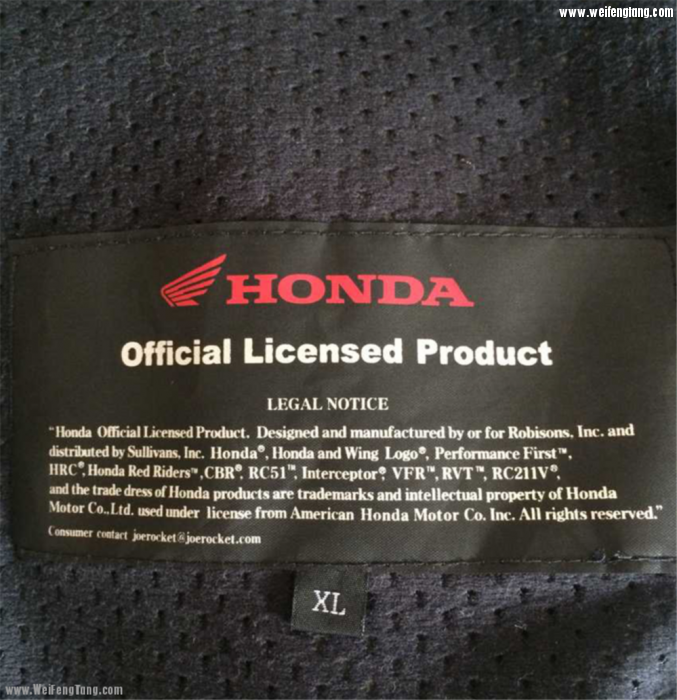 www.weifengtang.com
HONDA
Official Licensed Product
LEGAL NOTICE
“Honda Official Licensed Product. Designed and manufactured by or for Robisons, Inc. and
distributed by Sullivans, Inc. Honda®, Honda and Wing Logo®, Performance First™,
HRC®, Honda Red Riders™, CBR®, RC51™, Interceptor®, VFR™, RVT™, RC211V®,
and the trade dress of Honda products are trademarks and intellectual property of Honda
Motor Co., Ltd. used under license from American Honda Motor Co. Inc. All rights reserved.”
Consumer contact joerocket@joerocket.com
XL
www.WeiFengTang.com